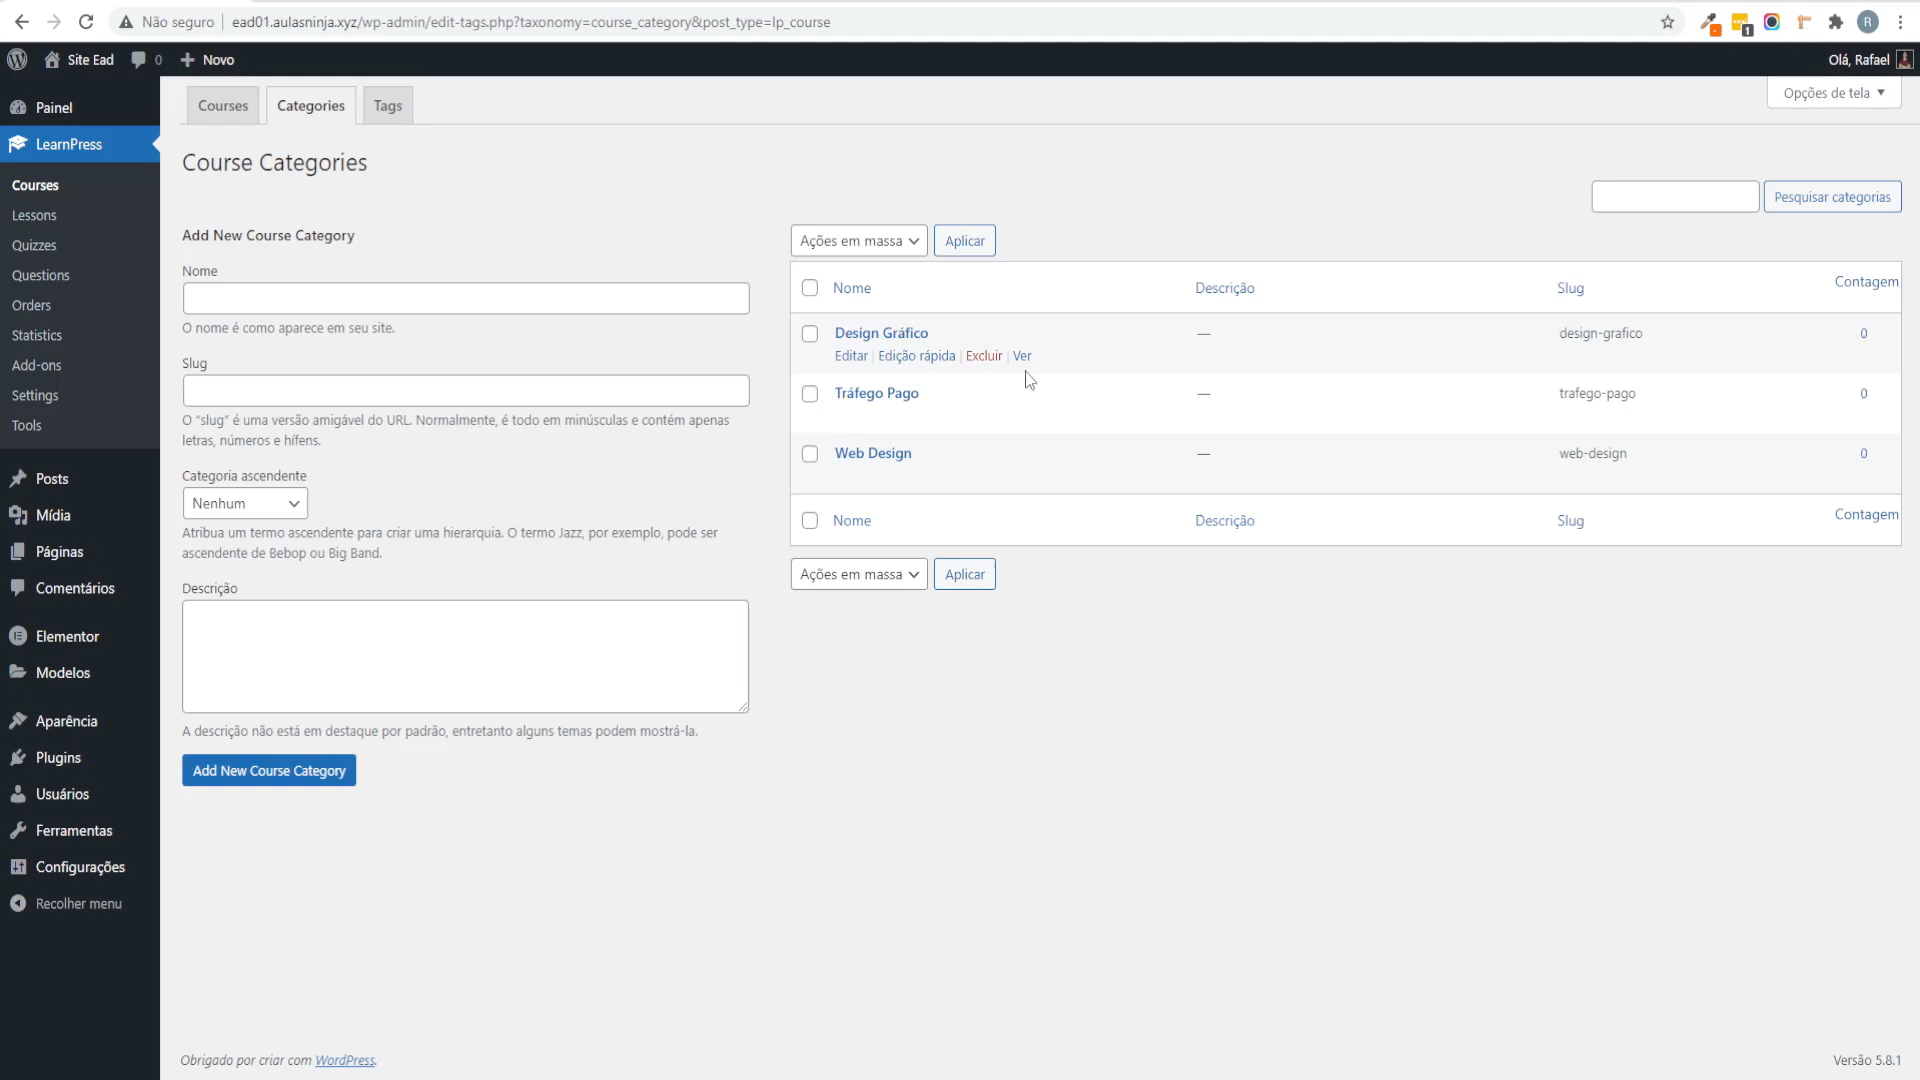 Não seguro
ead01.aulasninja.xyz/wp-admin/edit-tags.php?taxonomy=course_category&post_type=lp_course
1
R
Site Ead
0
Novo
Olá, Rafael
Painel
LearnPress
Courses
Lessons
Quizzes
Questions
Orders
Statistics
Add-ons
Settings
Tools
Posts
Mídia
Páginas
Comentários
Elementor
Modelos
Aparência
Plugins
Usuários
Ferramentas
Configurações
Recolher menu
Courses
Categories
Tags
Opções de tela
Course Categories
Pesquisar categorias
Add New Course Category
Nome
O nome é como aparece em seu site.
Slug
O “slug” é uma versão amigável do URL. Normalmente, é todo em minúsculas e contém apenas
letras, números e hífens.
Categoria ascendente
Nenhum
Atribua um termo ascendente para criar uma hierarquia. O termo Jazz, por exemplo, pode ser
ascendente de Bebop ou Big Band.
Descrição
A descrição não está em destaque por padrão, entretanto alguns temas podem mostrá-la.
Add New Course Category
Ações em massa
Aplicar
Nome Descrição Slug Contagem
Design Gráfico — design-grafico 0
Editar | Edição rápida | Excluir | Ver
Tráfego Pago — trafego-pago 0
Web Design — web-design 0
Nome Descrição Slug Contagem
Ações em massa
Aplicar
Obrigado por criar com WordPress.
Versão 5.8.1